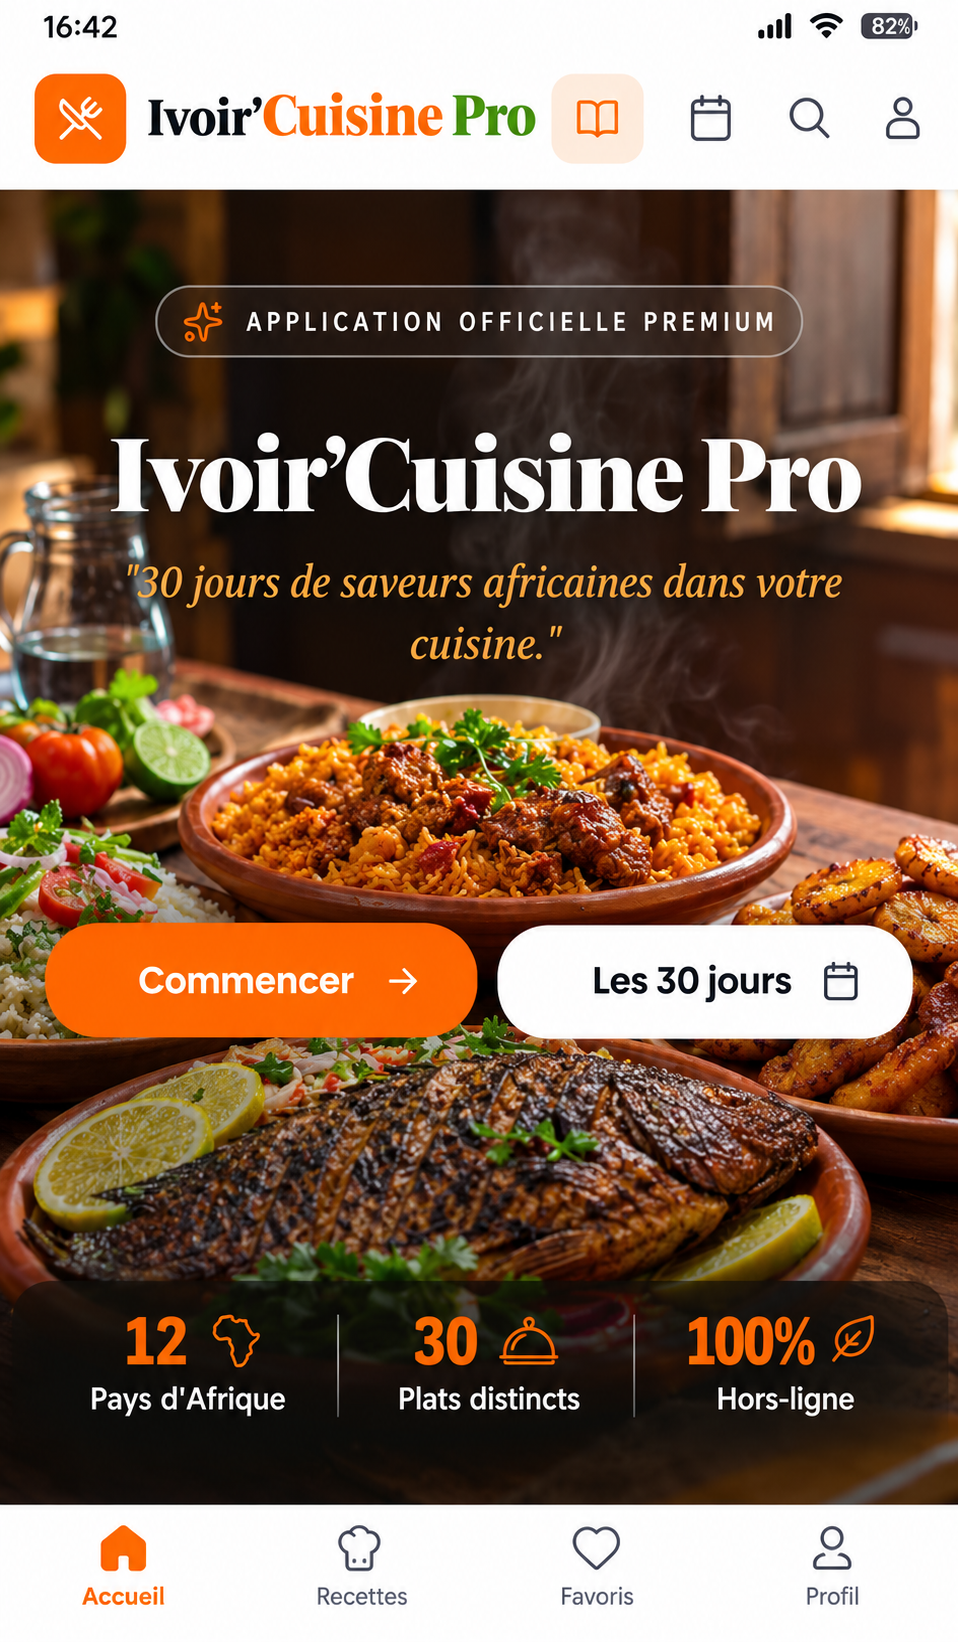 16:42
82%
Ivoir’Cuisine Pro
APPLICATION OFFICIELLE PREMIUM
Ivoir’Cuisine Pro
"30 jours de saveurs africaines dans votre
cuisine."
Commencer
Les 30 jours
12
Pays d'Afrique
30
Plats distincts
100%
Hors-ligne
Accueil
Recettes
Favoris
Profil